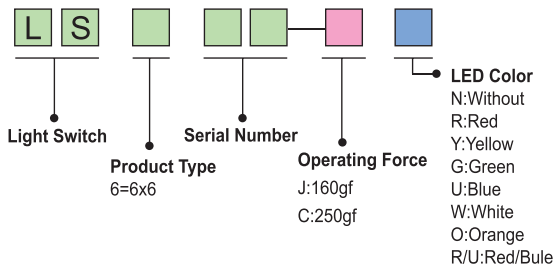 L S
Light Switch
Product Type
6=6x6
Serial Number
Operating Force
J:160gf
C:250gf
LED Color
N:Without
R:Red
Y:Yellow
G:Green
U:Blue
W:White
O:Orange
R/U:Red/Bule